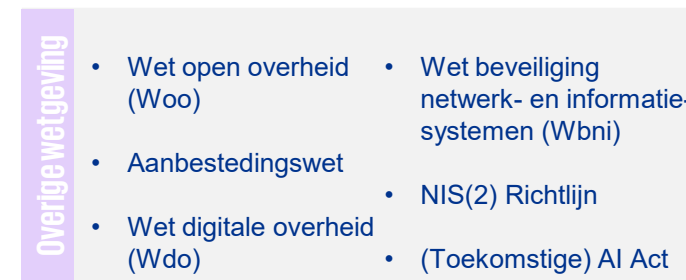 Overige wetgeving
• Wet open overheid
(Woo)
• Aanbestedingswet
• Wet digitale overheid
(Wdo)
• Wet beveiliging
netwerk- en informatie-
systemen (Wbni)
• NIS(2) Richtlijn
• (Toekomstige) AI Act